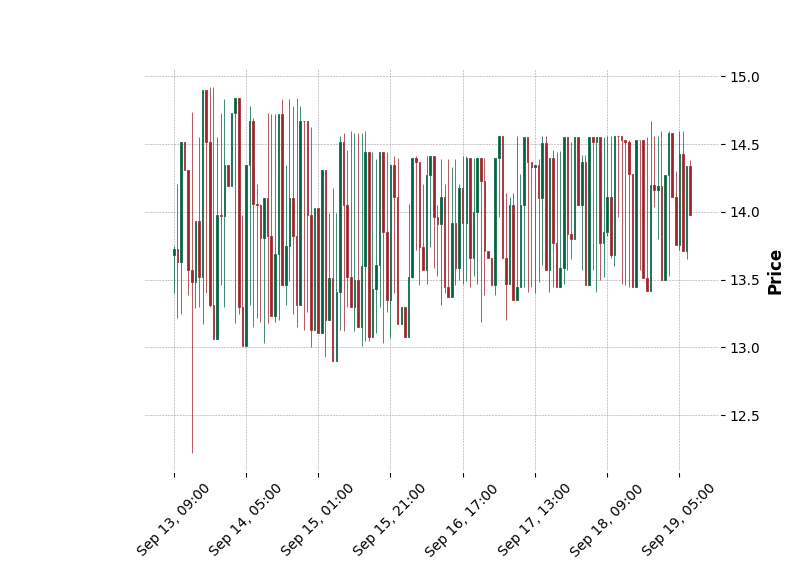 15.0
14.5
14.0
13.5
13.0
12.5
Price
Sep 13, 09:00
Sep 14, 05:00
Sep 15, 01:00
Sep 15, 21:00
Sep 16, 17:00
Sep 17, 13:00
Sep 18, 09:00
Sep 19, 05:00